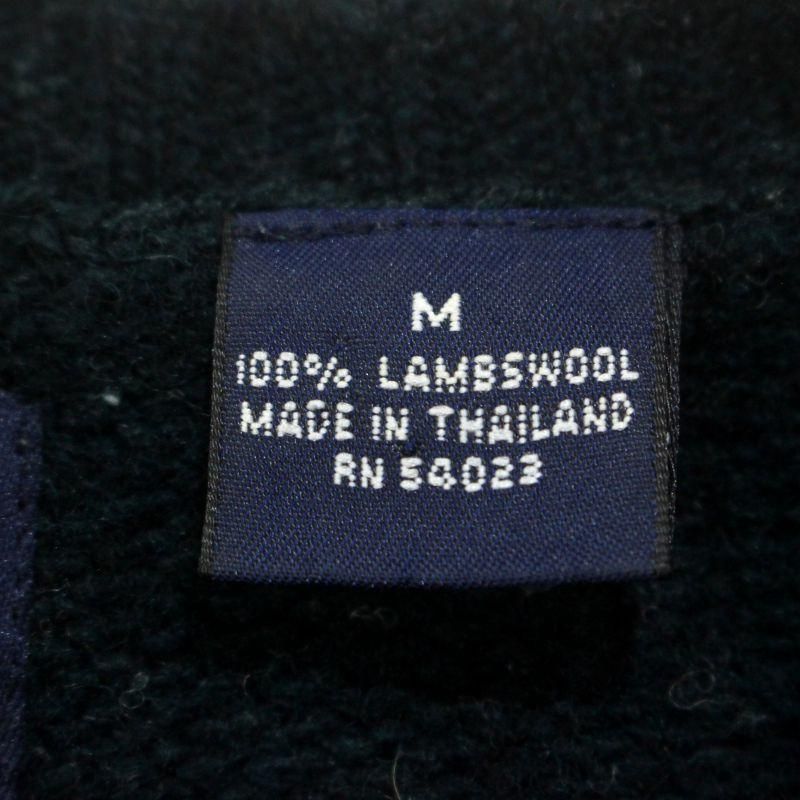 M
100% LAMBSWOOL
MADE IN THAILAND
RN 54023